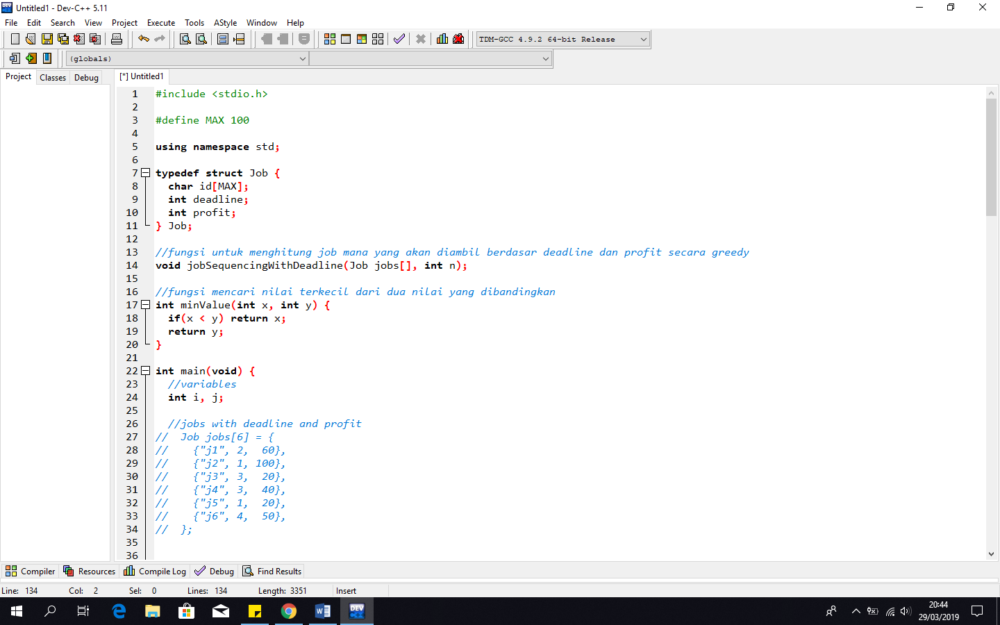 Untitled1 - Dev-C++ 5.11
File Edit Search View Project Execute Tools AStyle Window Help
TDM-GCC 4.9.2 64-bit Release
(globals)
Project Classes Debug
[*] Untitled1
1 #include <stdio.h>
2
3 #define MAX 100
4
5 using namespace std;
6
7 typedef struct Job {
8 char id[MAX];
9 int deadline;
10 int profit;
11 } Job;
12
13 //fungsi untuk menghitung job mana yang akan diambil berdasar deadline dan profit secara greedy
14 void jobSequencingWithDeadline(Job jobs[], int n);
15
16 //fungsi mencari nilai terkecil dari dua nilai yang dibandingkan
17 int minValue(int x, int y) {
18 if(x < y) return x;
19 return y;
20 }
21
22 int main(void) {
23 //variables
24 int i, j;
25
26 //jobs with deadline and profit
27 // Job jobs[6] = {
28 // {"j1", 2, 60},
29 // {"j2", 1, 100},
30 // {"j3", 3, 20},
31 // {"j4", 3, 40},
32 // {"j5", 1, 20},
33 // {"j6", 4, 50},
34 // };
35
36
Compiler Resources Compile Log Debug Find Results
Line: 134 Col: 2 Sel: 0 Lines: 134 Length: 3351 Insert
DEV
20:44
29/03/2019